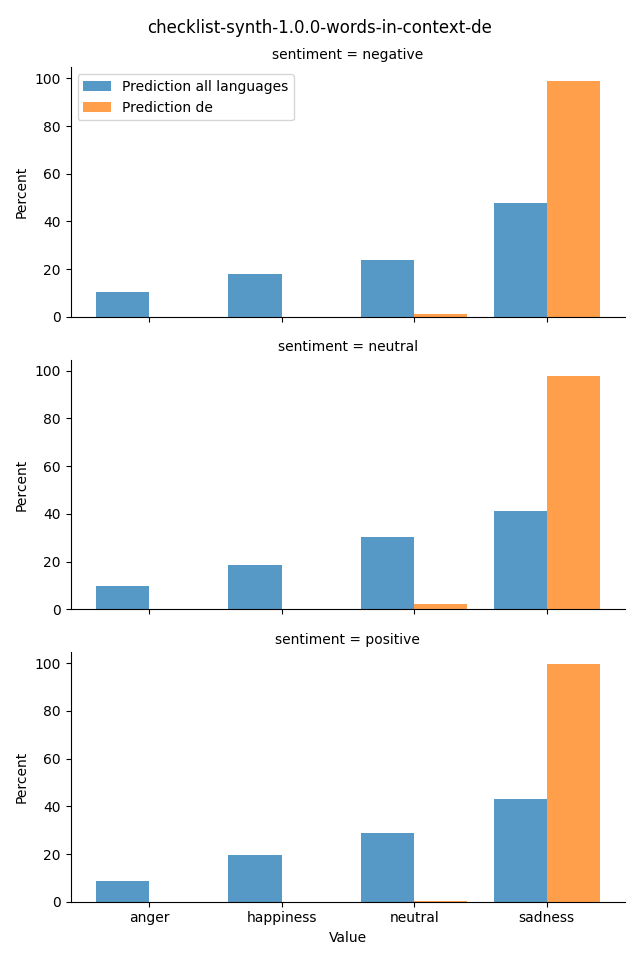 checklist-synth-1.0.0-words-in-context-de
sentiment = negative
Prediction all languages
Prediction de
Percent
100
80
60
40
20
0
sentiment = neutral
Percent
100
80
60
40
20
0
sentiment = positive
Percent
100
80
60
40
20
0
anger happiness neutral sadness
Value